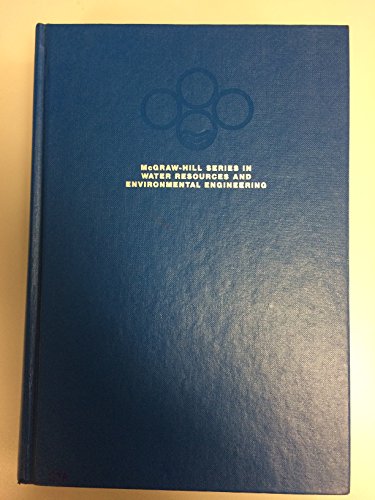 McGRAW-HILL SERIES IN
WATER RESOURCES AND
ENVIRONMENTAL ENGINEERING